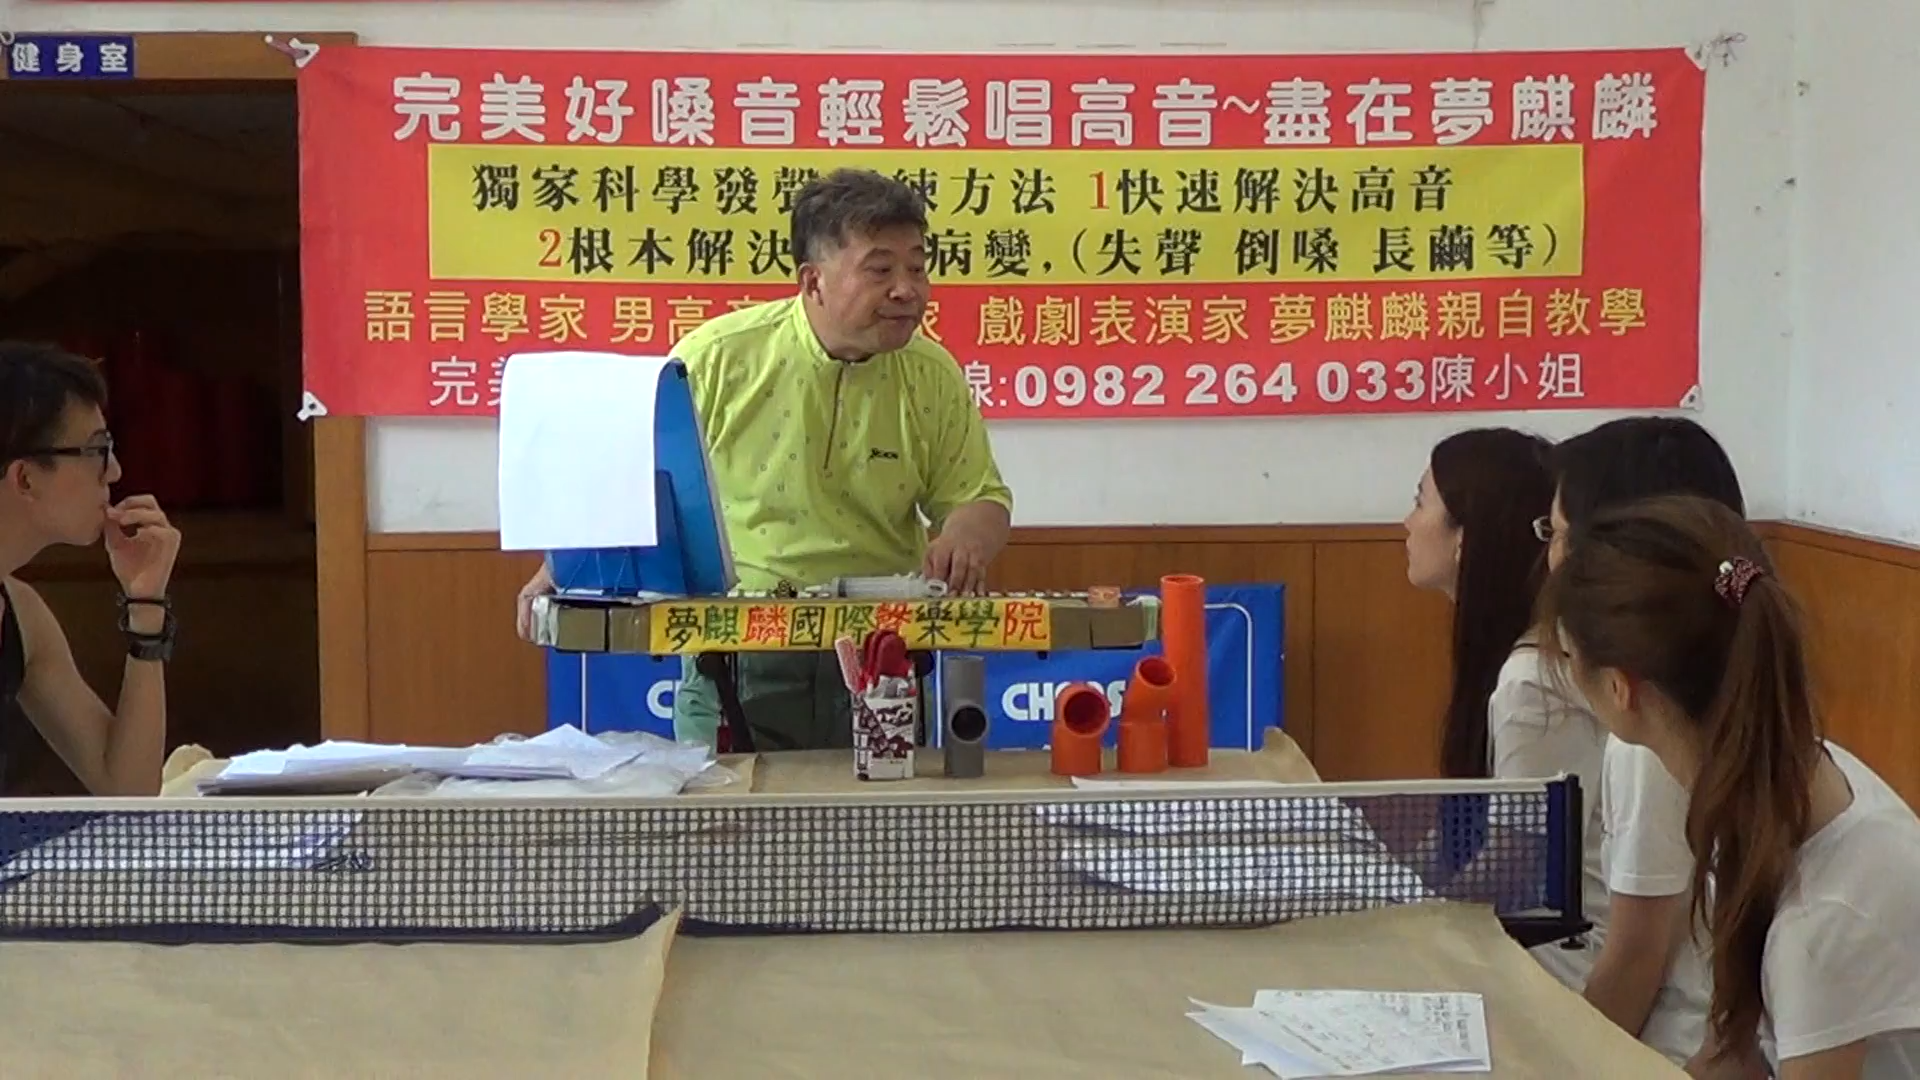 健身室
完美好嗓音輕鬆唱高音~盡在夢麒麟
獨家科學發聲 練方法 1快速解決高音
2根本解決 病變,(失聲 倒嗓 長繭等)
語言學家 男高音 家 戲劇表演家 夢麒麟親自教學
完美 線:0982 264 033陳小姐
夢麒麟國際聲樂學院